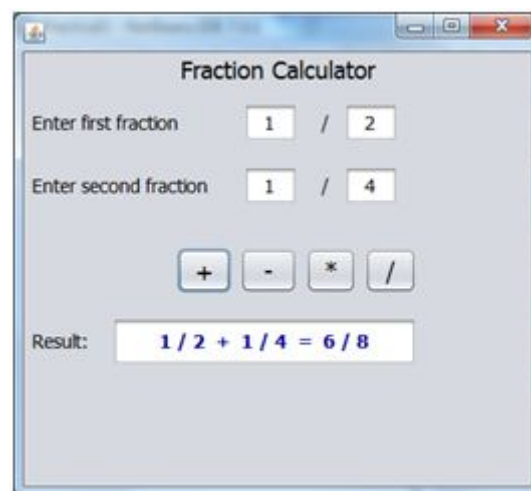 Fraction Calculator
Enter first fraction 1 / 2
Enter second fraction 1 / 4
+ - * /
Result: 1 / 2 + 1 / 4 = 6 / 8